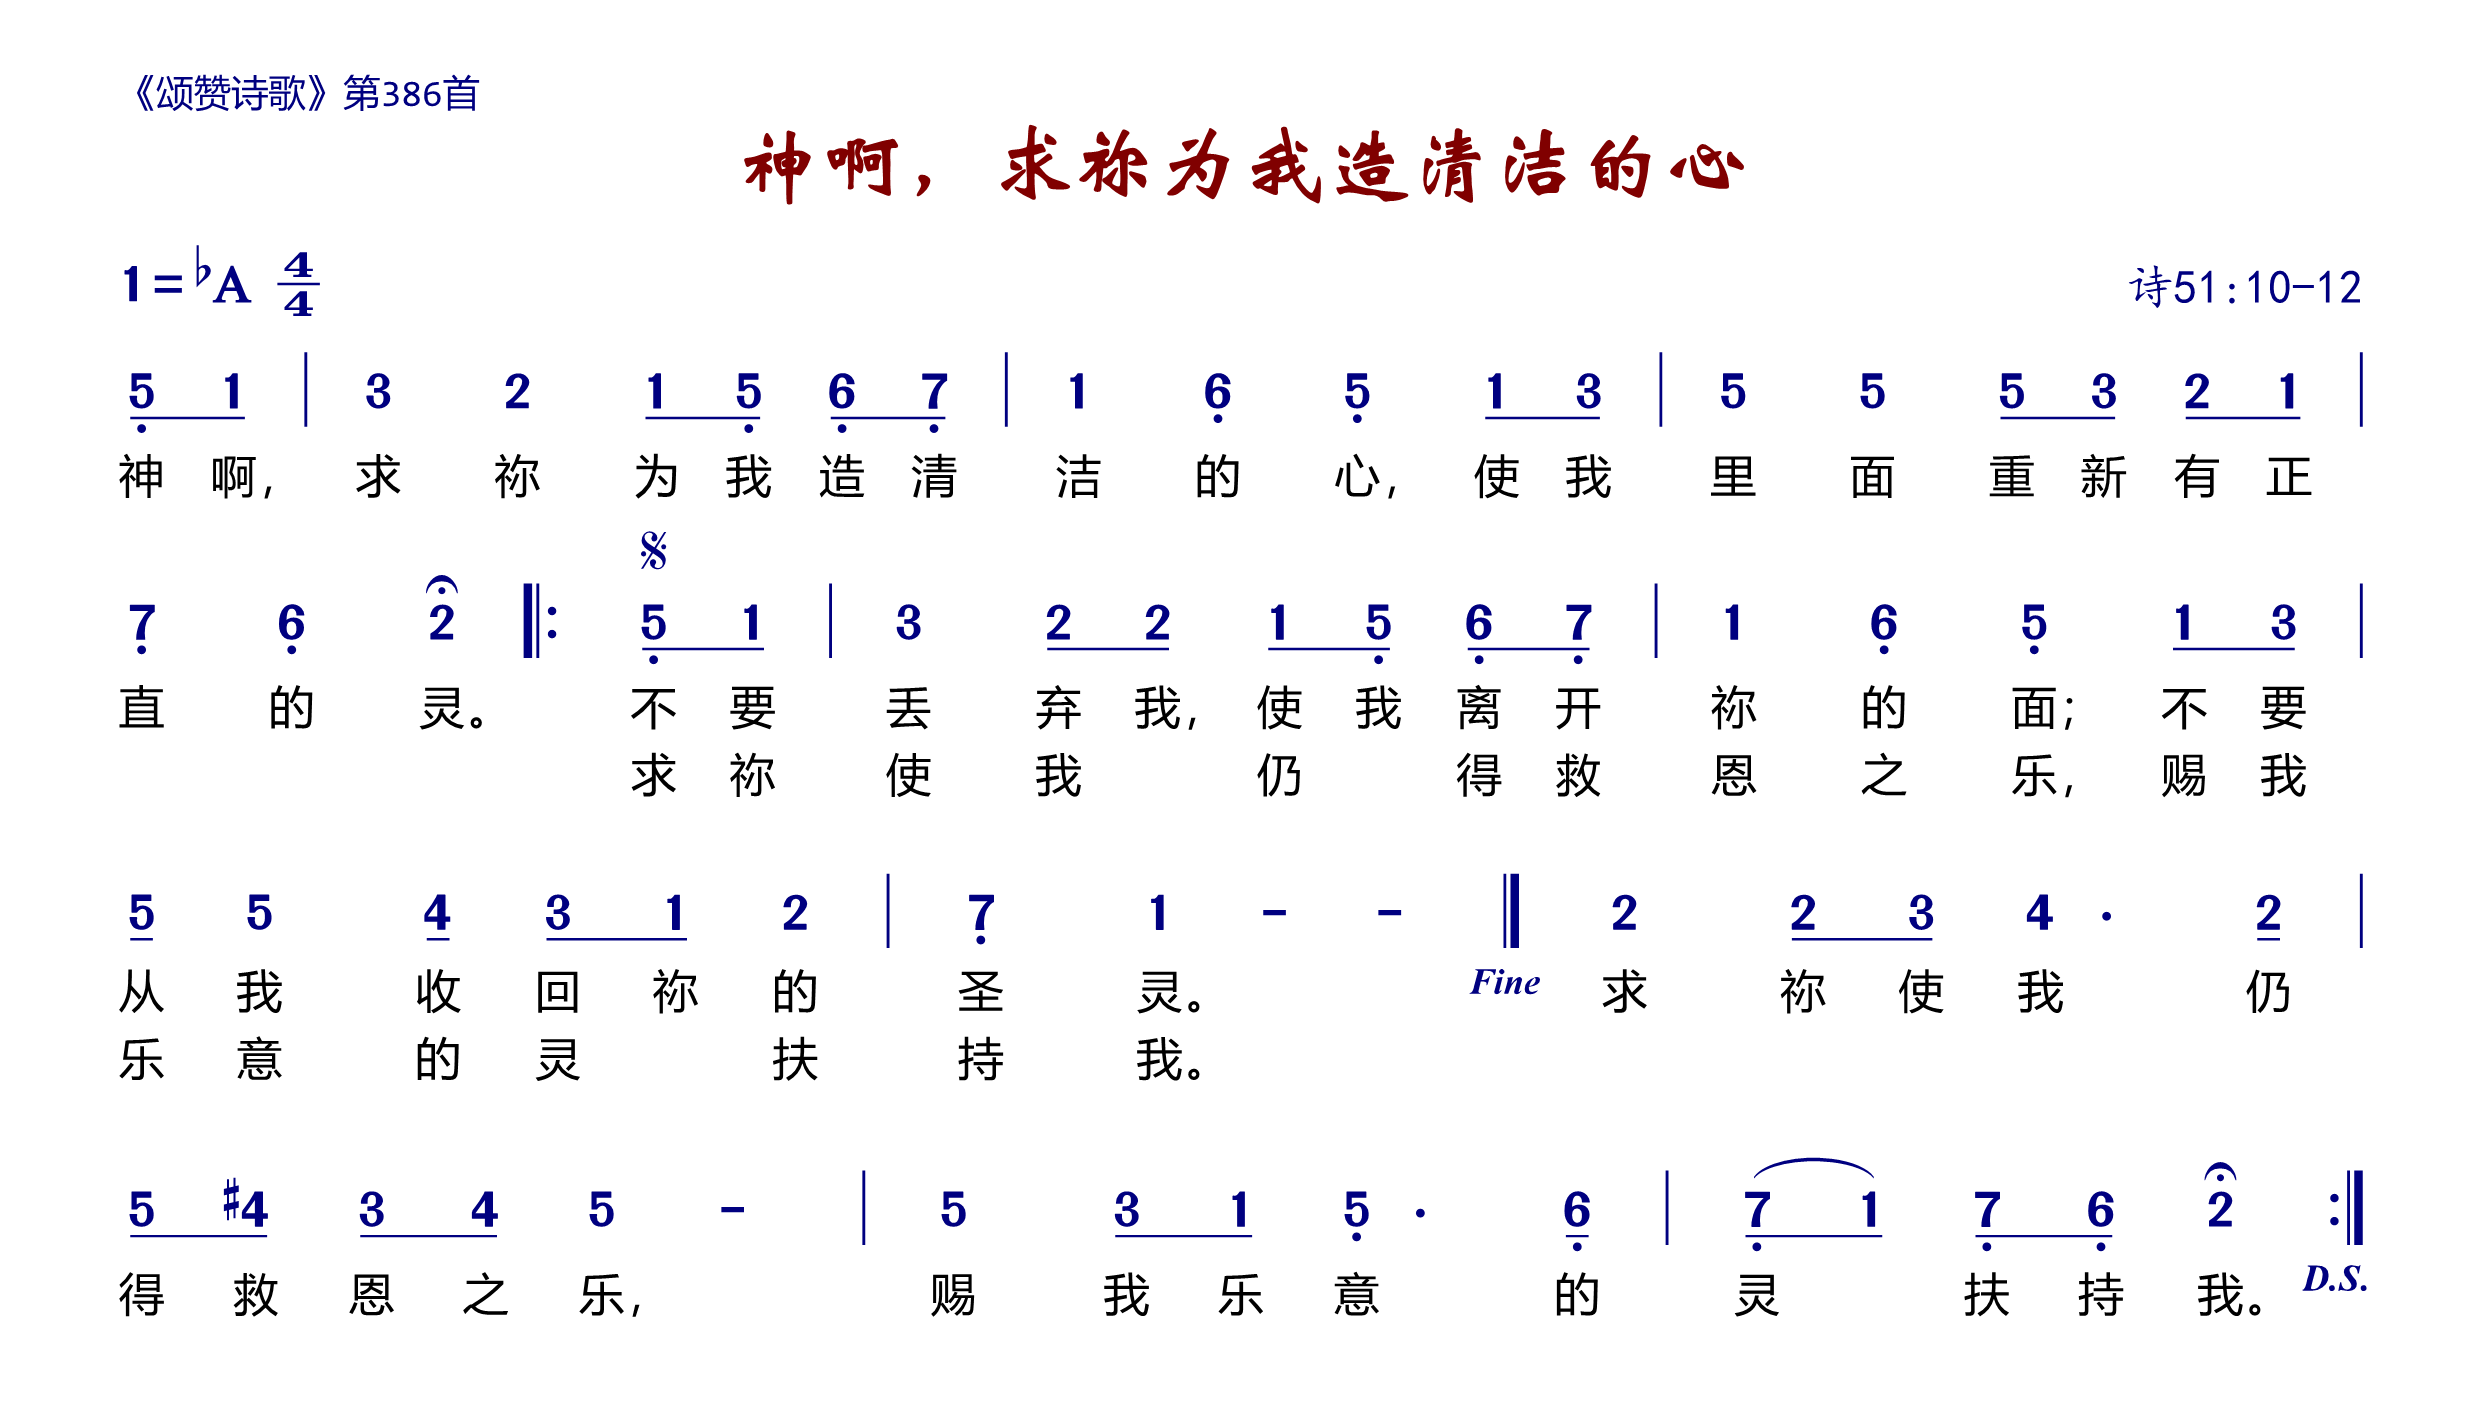 《颂赞诗歌》第386首
神啊，求祢为我造清洁的心
1=♭A 4/4
诗51:10-12
5 1 | 3 2 1 5 6 7 | 1 6 5 1 3 | 5 5 5 3 2 1 |
神啊，求祢为我造清洁的心，使我里面重新有正
7 6 2 |: 5 1 | 3 2 2 1 5 6 7 | 1 6 5 1 3 |
直的灵。不要丢弃我，使我离开祢的面；不要
求祢使我仍得救恩之乐，赐我
5 5 4 3 1 2 | 7 1 - - | 2 2 3 4 · 2 |
从我收回祢的圣灵。 Fine 求祢使我仍
乐意的灵扶持我。
5 #4 3 4 5 - | 5 3 1 5 · 6 | 7 1 7 6 2 :|
得救恩之乐，赐我乐意的灵扶持我。 D.S.